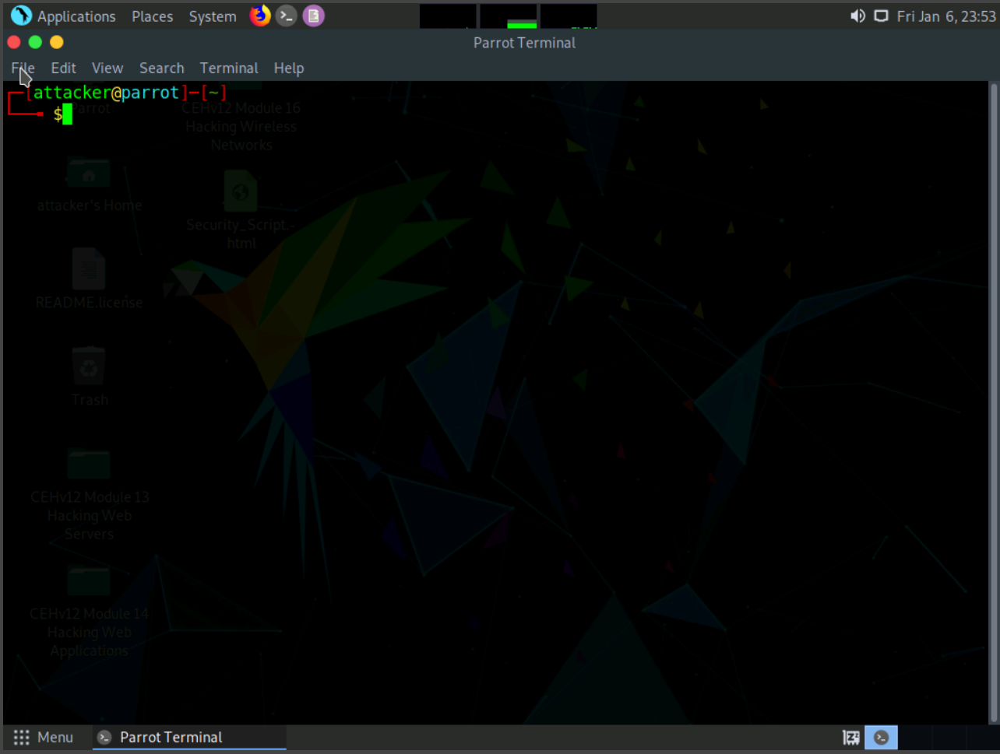 Applications Places System Fri Jan 6, 23:53
Parrot Terminal
File Edit View Search Terminal Help
[attacker@parrot]-[~]
$
Parrot
CEHv12 Module 16
Hacking Wireless
Networks
attacker's Home
Security_Script.-
html
README.license
Trash
CEHv12 Module 13
Hacking Web
Servers
CEHv12 Module 14
Hacking Web
Applications
Menu Parrot Terminal